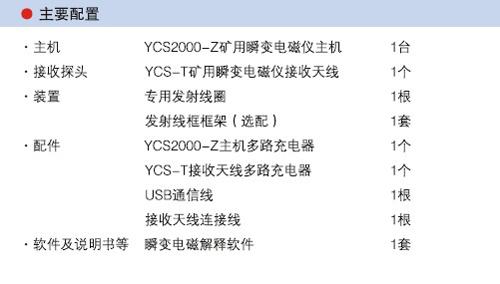 ● 主要配置
·主机 YCS2000-Z矿用瞬变电磁仪主机 1台
·接收探头 YCS-T矿用瞬变电磁仪接收天线 1个
·装置 专用发射线圈 1根
发射线框框架（选配） 1套
·配件 YCS2000-Z主机多路充电器 1个
YCS-T接收天线多路充电器 1个
USB通信线 1根
接收天线连接线 1根
·软件及说明书等 瞬变电磁解释软件 1套